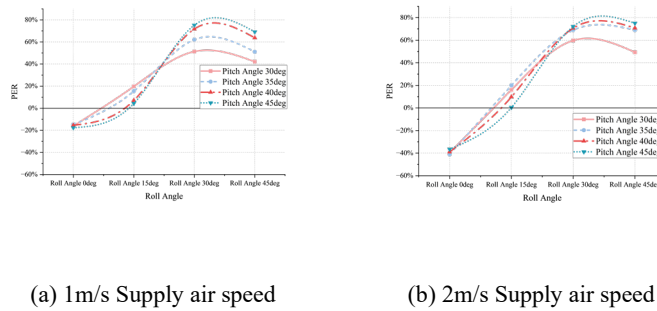 80%
60%
40%
20%
0%
−20%
−40%
−60%
PER
Pitch Angle 30deg
Pitch Angle 35deg
Pitch Angle 40deg
Pitch Angle 45deg
Roll Angle 0deg Roll Angle 15deg Roll Angle 30deg Roll Angle 45deg
Roll Angle
(a) 1m/s Supply air speed
80%
60%
40%
20%
0%
−20%
−40%
−60%
PER
Pitch Angle 30de
Pitch Angle 35de
Pitch Angle 40de
Pitch Angle 45de
Roll Angle 0deg Roll Angle 15deg Roll Angle 30deg Roll Angle 45de
Roll Angle
(b) 2m/s Supply air speed